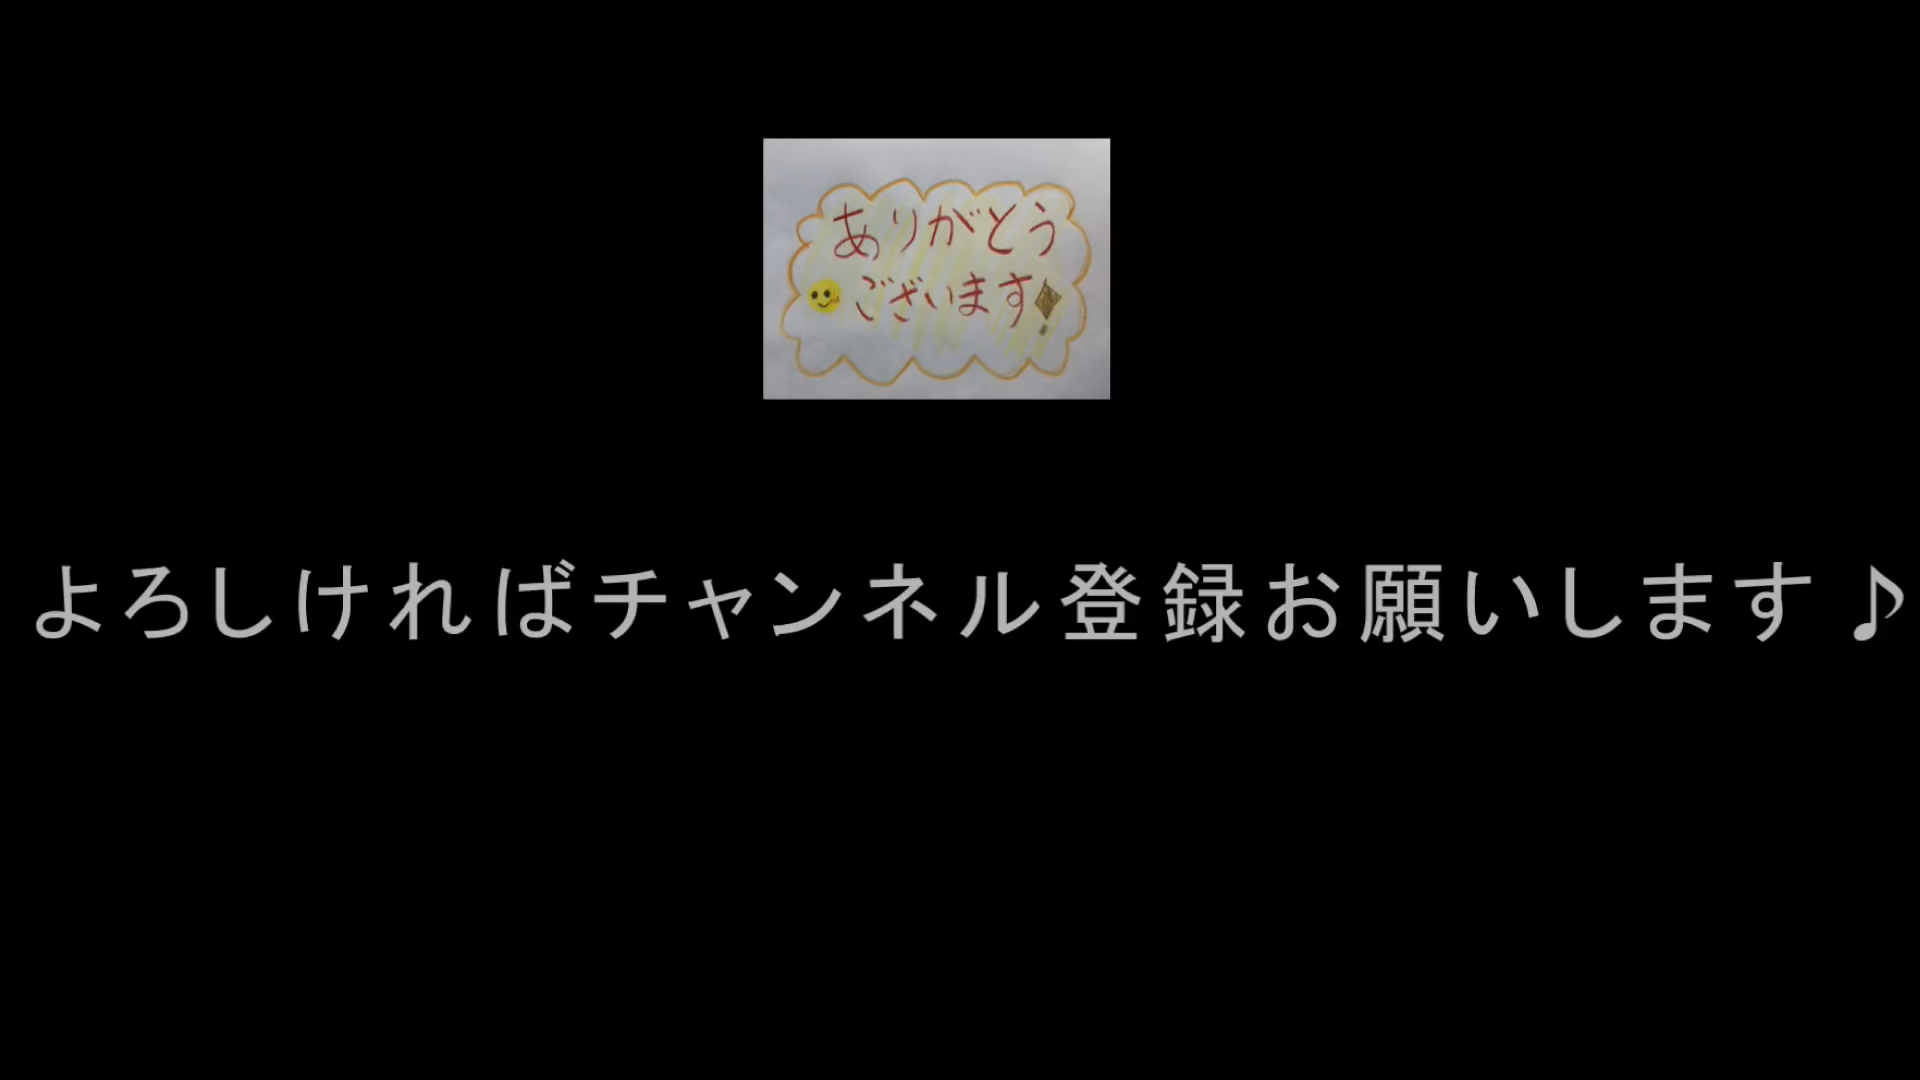 ありがとう
ございます
よろしければチャンネル登録お願いします♪